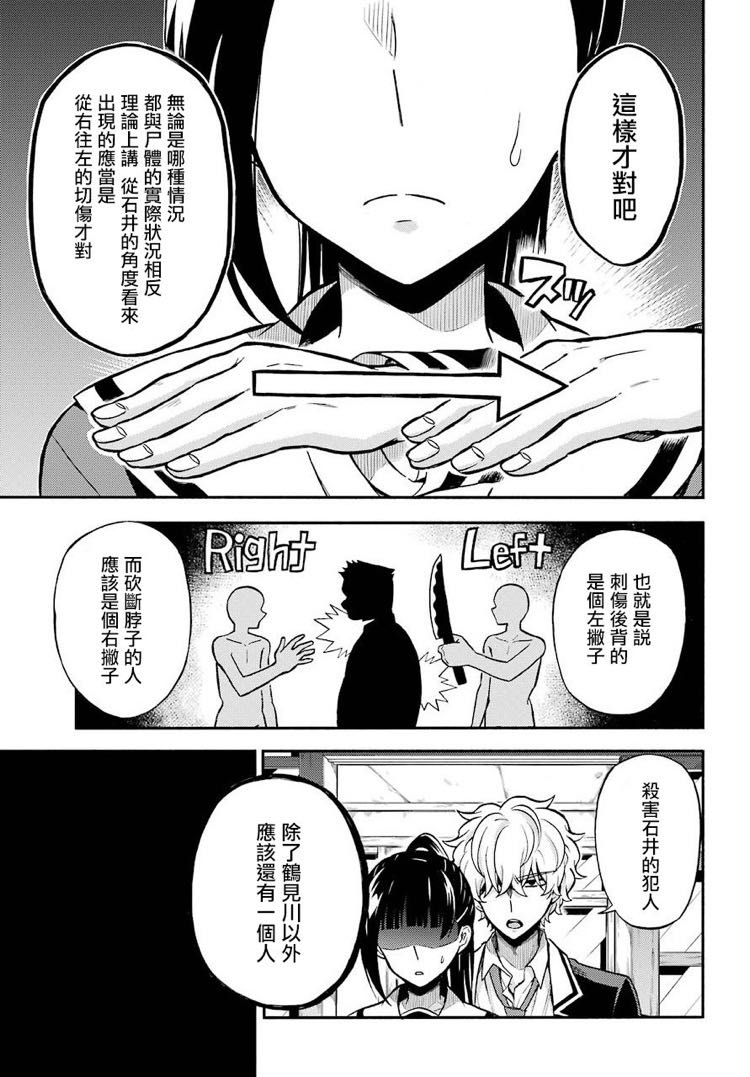 這樣才對吧
無論是哪種情況
都與尸體的實際狀況相反
理論上講 從石井的角度看來
出現的應當是
從右往左的切傷才對
スッ
也就是說
刺傷後背的
是個左撇子
Left
Right
而砍斷脖子的人
應該是個右撇子
殺害石井的犯人
除了鶴見川以外
應該還有一個人